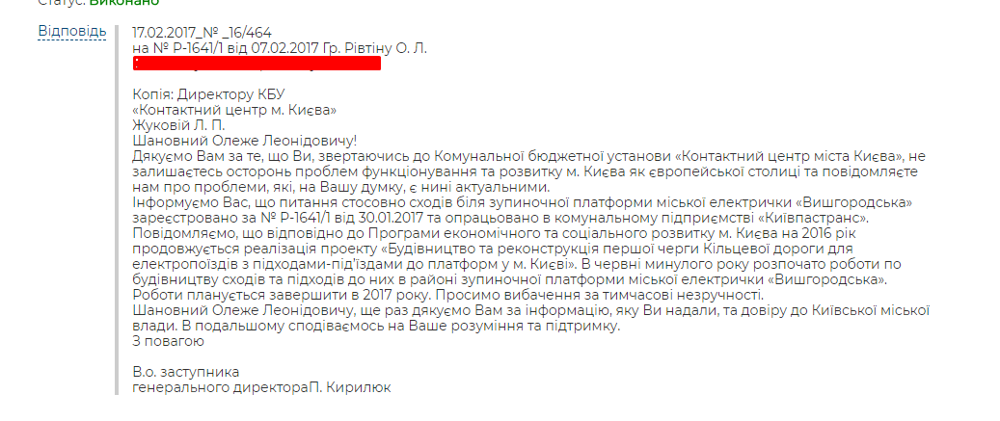 Статус: Виконано
Відповідь
17.02.2017_№ _16/464
на № Р-1641/1 від 07.02.2017 Гр. Рівтіну О. Л.
Копія: Директору КБУ
«Контактний центр м. Києва»
Жуковій Л. П.
Шановний Олеже Леонідовичу!
Дякуємо Вам за те, що Ви, звертаючись до Комунальної бюджетної установи «Контактний центр міста Києва», не
залишаєтесь осторонь проблем функціонування та розвитку м. Києва як європейської столиці та повідомляєте
нам про проблеми, які, на Вашу думку, є нині актуальними.
Інформуємо Вас, що питання стосовно сходів біля зупиночної платформи міської електрички «Вишгородська»
зареєстровано за № Р-1641/1 від 30.01.2017 та опрацьовано в комунальному підприємстві «Київпастранс».
Повідомляємо, що відповідно до Програми економічного та соціального розвитку м. Києва на 2016 рік
продовжується реалізація проекту «Будівництво та реконструкція першої черги Кільцевої дороги для
електропоїздів з підходами-під'їздами до платформ у м. Києві». В червні минулого року розпочато роботи по
будівництву сходів та підходів до них в районі зупиночної платформи міської електрички «Вишгородська».
Роботи планується завершити в 2017 року. Просимо вибачення за тимчасові незручності.
Шановний Олеже Леонідовичу, ще раз дякуємо Вам за інформацію, яку Ви надали, та довіру до Київської міської
влади. В подальшому сподіваємось на Ваше розуміння та підтримку.
З повагою
В.о. заступника
генерального директораП. Кирилюк